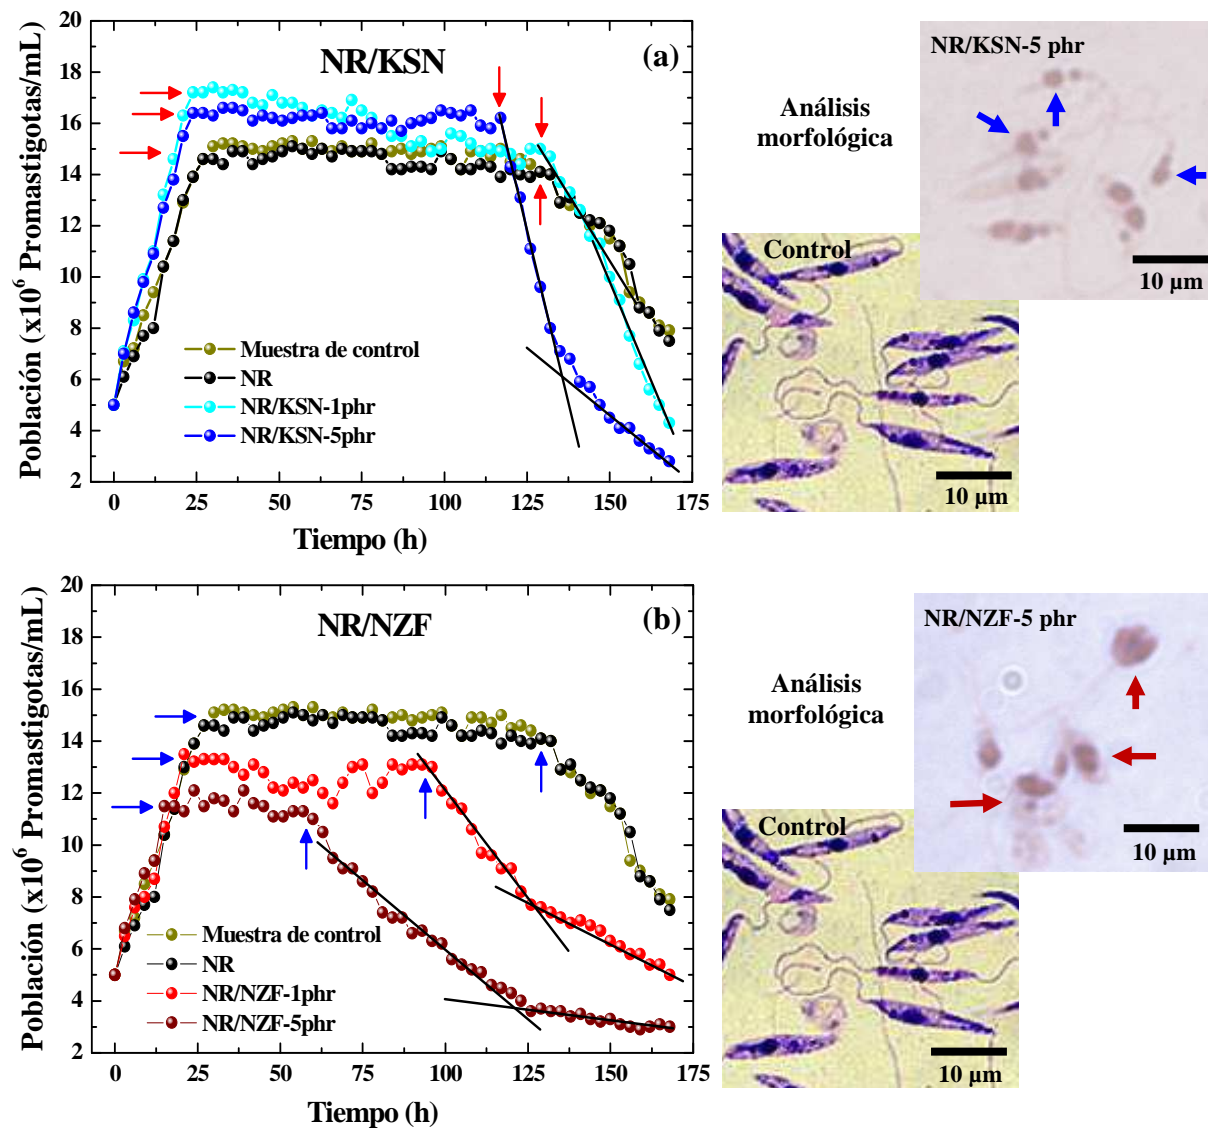 NR/KSN
(a)
Población (x10⁶ Promastigotas/mL)
20
18
16
14
12
10
8
6
4
2
Muestra de control
NR
NR/KSN-1phr
NR/KSN-5phr
0 25 50 75 100 125 150 175
Tiempo (h)
Análisis
morfológica
NR/KSN-5 phr
10 µm
Control
10 µm
NR/NZF
(b)
Población (x10⁶ Promastigotas/mL)
20
18
16
14
12
10
8
6
4
2
Muestra de control
NR
NR/NZF-1phr
NR/NZF-5phr
0 25 50 75 100 125 150 175
Tiempo (h)
Análisis
morfológica
NR/NZF-5 phr
10 µm
Control
10 µm